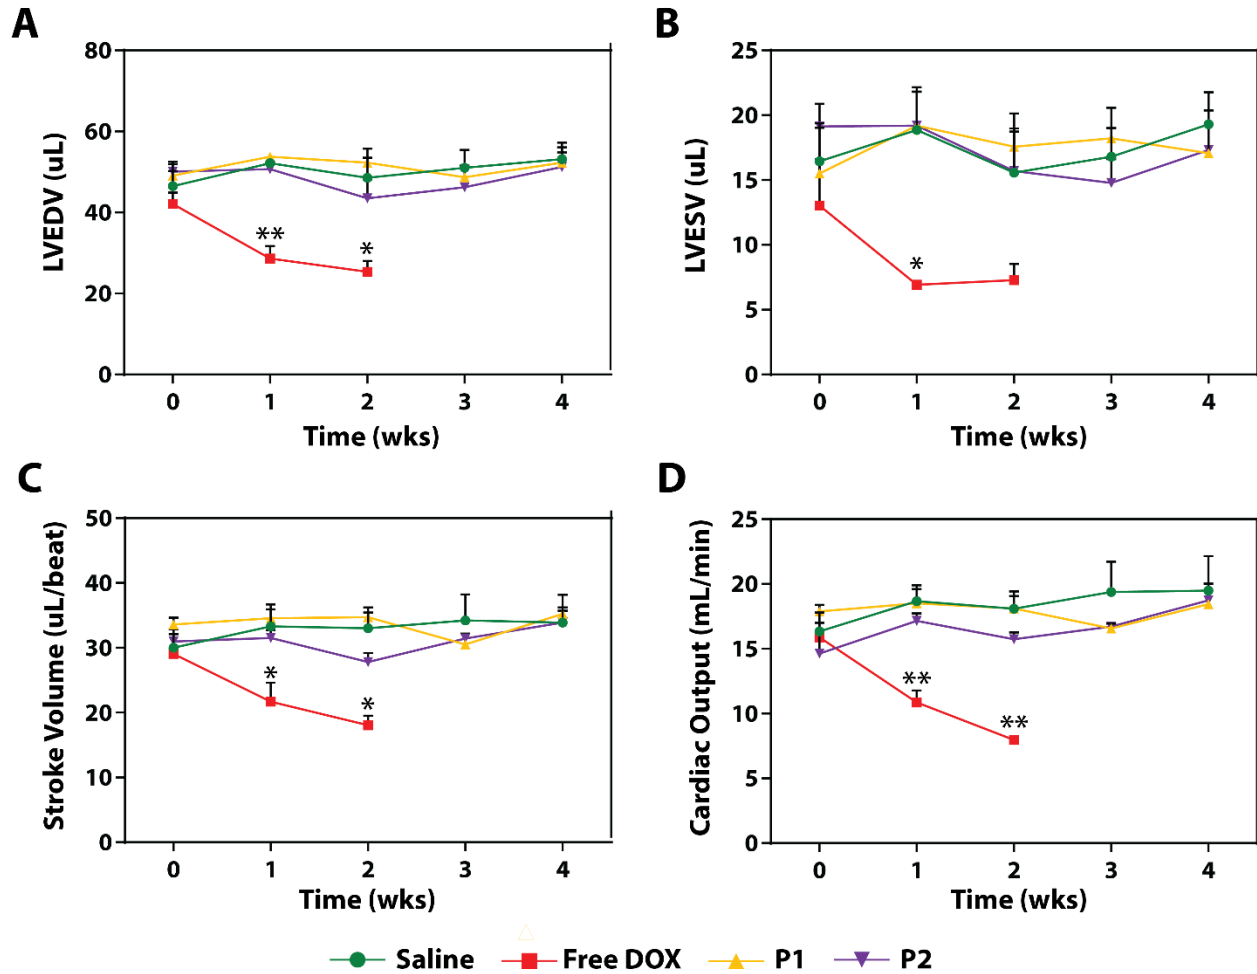 A
LVEDV (uL)
80
60
40
20
0
**
*
0 1 2 3 4
Time (wks)
B
LVESV (uL)
25
20
15
10
5
0
*
0 1 2 3 4
Time (wks)
C
Stroke Volume (uL/beat)
50
40
30
20
10
0
*
*
0 1 2 3 4
Time (wks)
D
Cardiac Output (mL/min)
25
20
15
10
5
0
**
**
0 1 2 3 4
Time (wks)
Saline Free DOX P1 P2